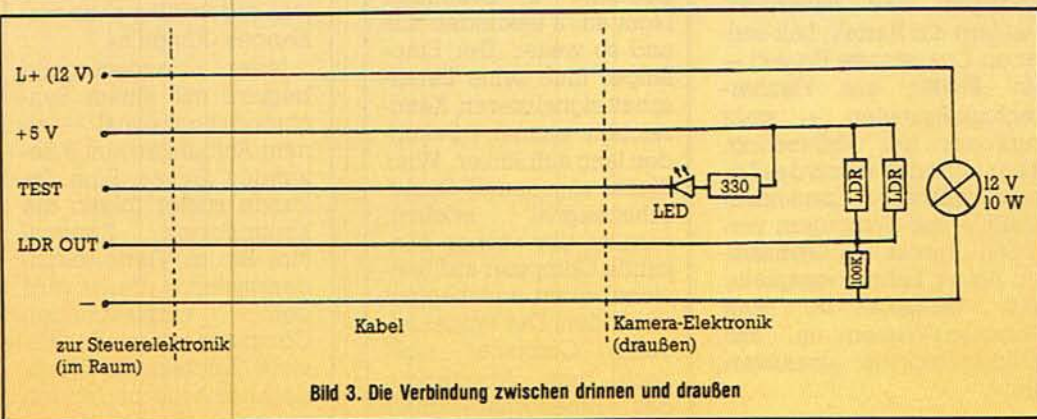 L+ (12 V)
+5 V
TEST
LDR OUT
—
LED
330
LDR
LDR
100K
12 V
10 W
zur Steuerelektronik
(im Raum)
Kabel
Kamera-Elektronik
(draußen)
Bild 3. Die Verbindung zwischen drinnen und draußen